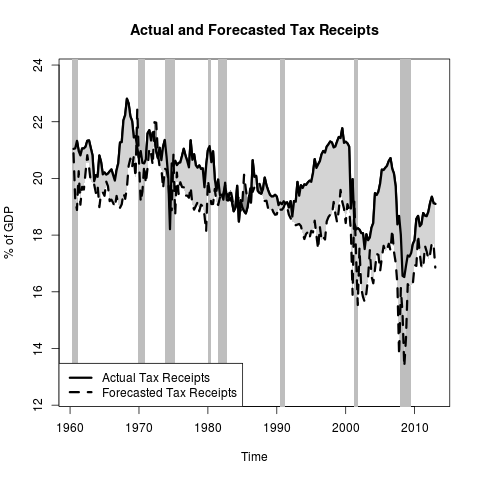 Actual and Forecasted Tax Receipts
24
22
20
18
16
14
12
% of GDP
Actual Tax Receipts
Forecasted Tax Receipts
1960 1970 1980 1990 2000 2010
Time